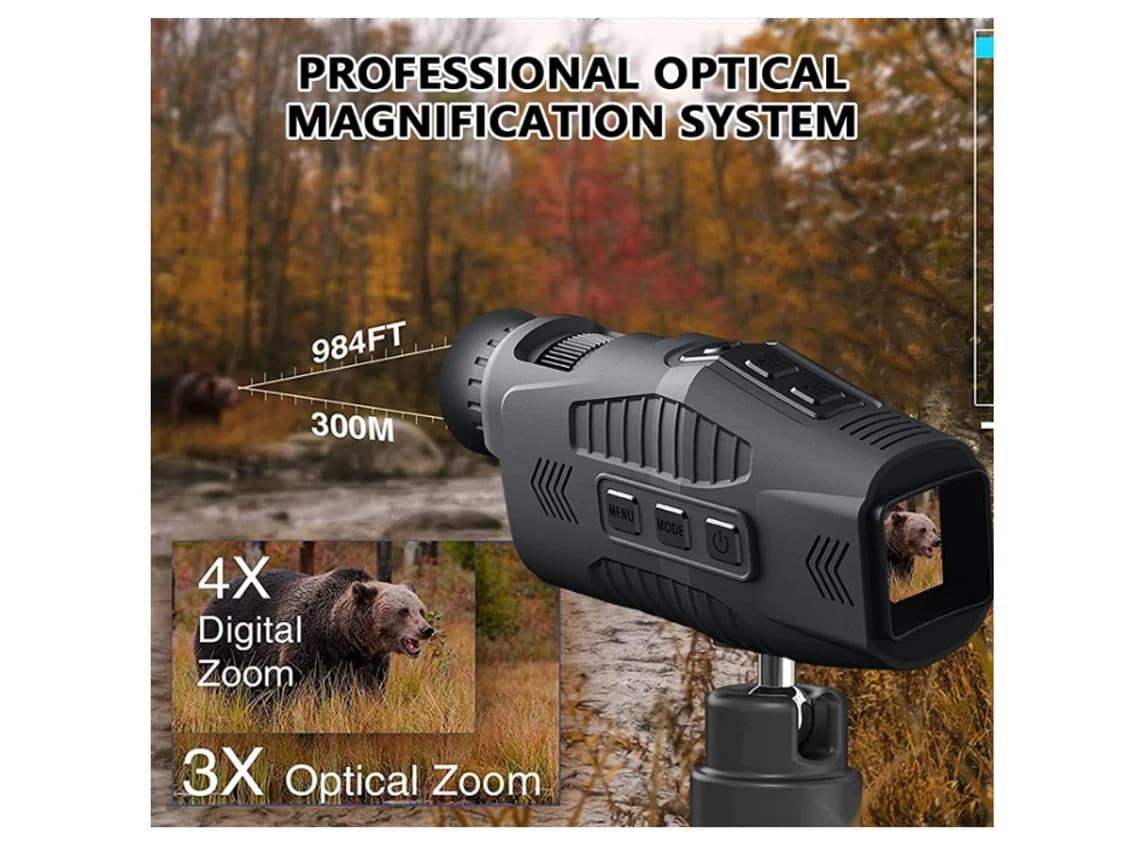 PROFESSIONAL OPTICAL
MAGNIFICATION SYSTEM
984FT
300M
MENU
MODE
4X
Digital
Zoom
3X Optical Zoom